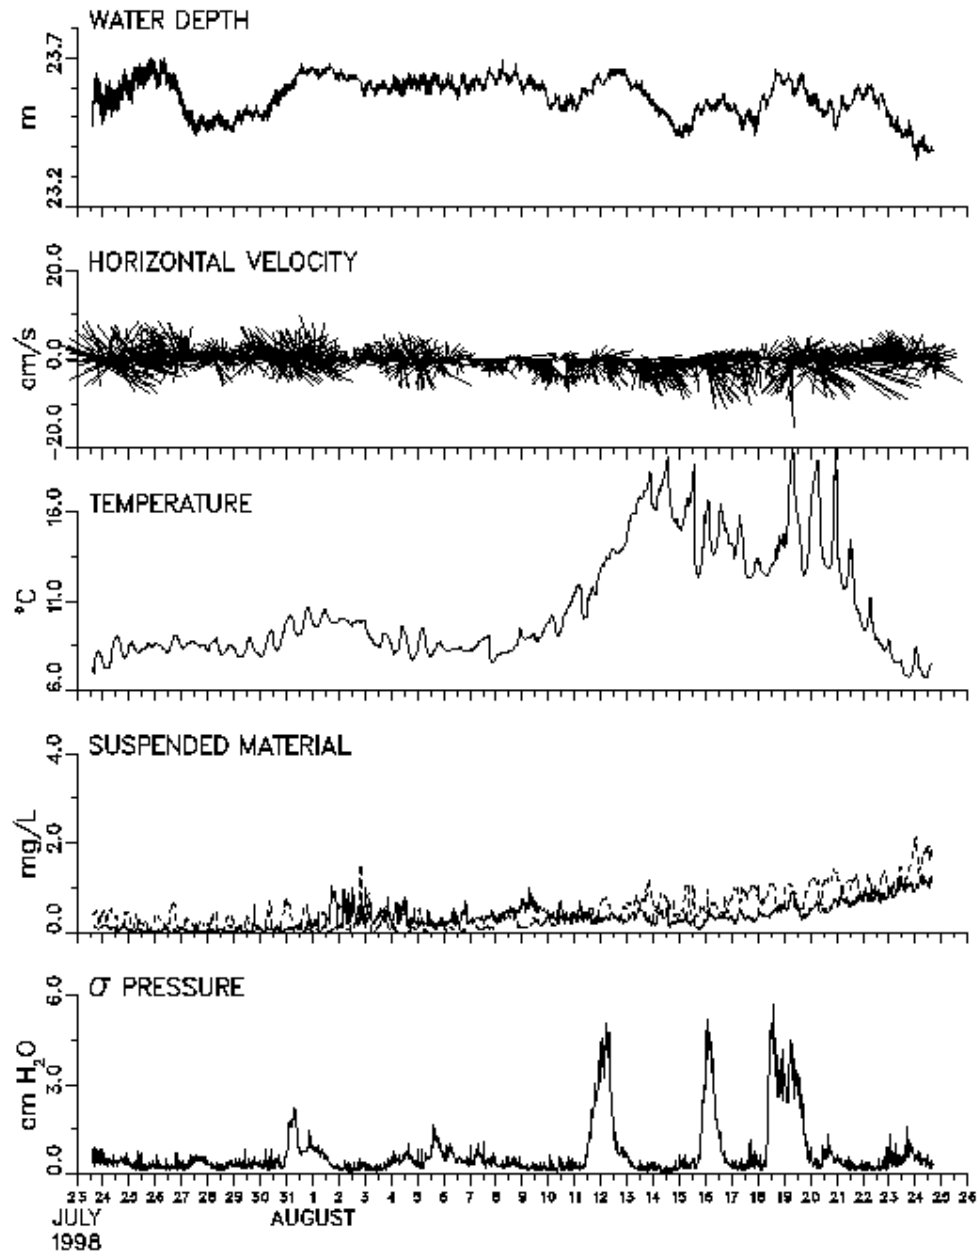 WATER DEPTH
23.7
m
23.2
HORIZONTAL VELOCITY
20.0
cm/s
0.0
-20.0
TEMPERATURE
16.0
°C
11.0
6.0
SUSPENDED MATERIAL
4.0
mg/L
2.0
0.0
σ PRESSURE
6.0
cm H₂O
3.0
0.0
23 24 25 26 27 28 29 30 31 1 2 3 4 5 6 7 8 9 10 11 12 13 14 15 16 17 18 19 20 21 22 23 24 25 26
JULY AUGUST
1998